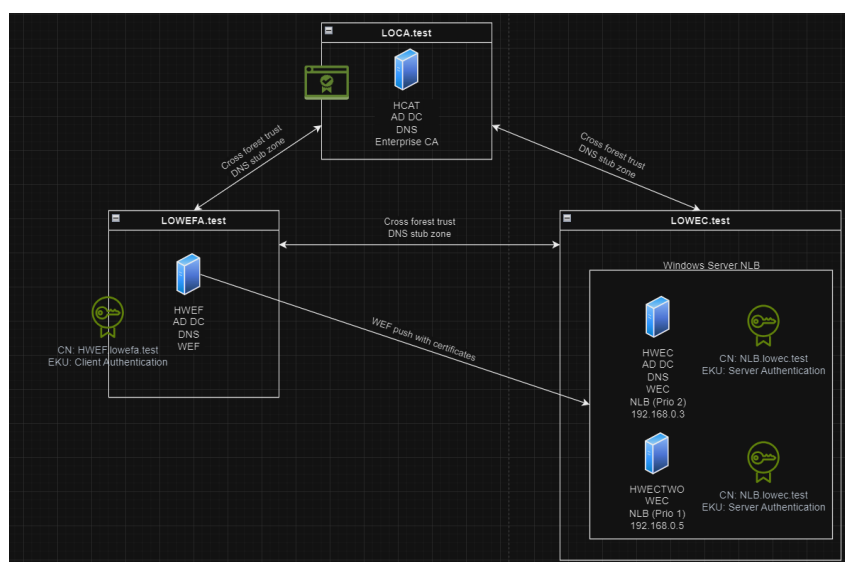 LOCA.test
HCAT
AD DC
DNS
Enterprise CA
Cross forest trust
DNS stub zone
Cross forest trust
DNS stub zone
LOWEFA.test
Cross forest trust
DNS stub zone
LOWEC.test
HWEF
AD DC
DNS
WEF
CN: HWEF.lowefa.test
EKU: Client Authentication
WEF push with certificates
Windows Server NLB
HWEC
AD DC
DNS
WEC
NLB (Prio 2)
192.168.0.3
CN: NLB.lowec.test
EKU: Server Authentication
HWECTWO
WEC
NLB (Prio 1)
192.168.0.5
CN: NLB.lowec.test
EKU: Server Authentication